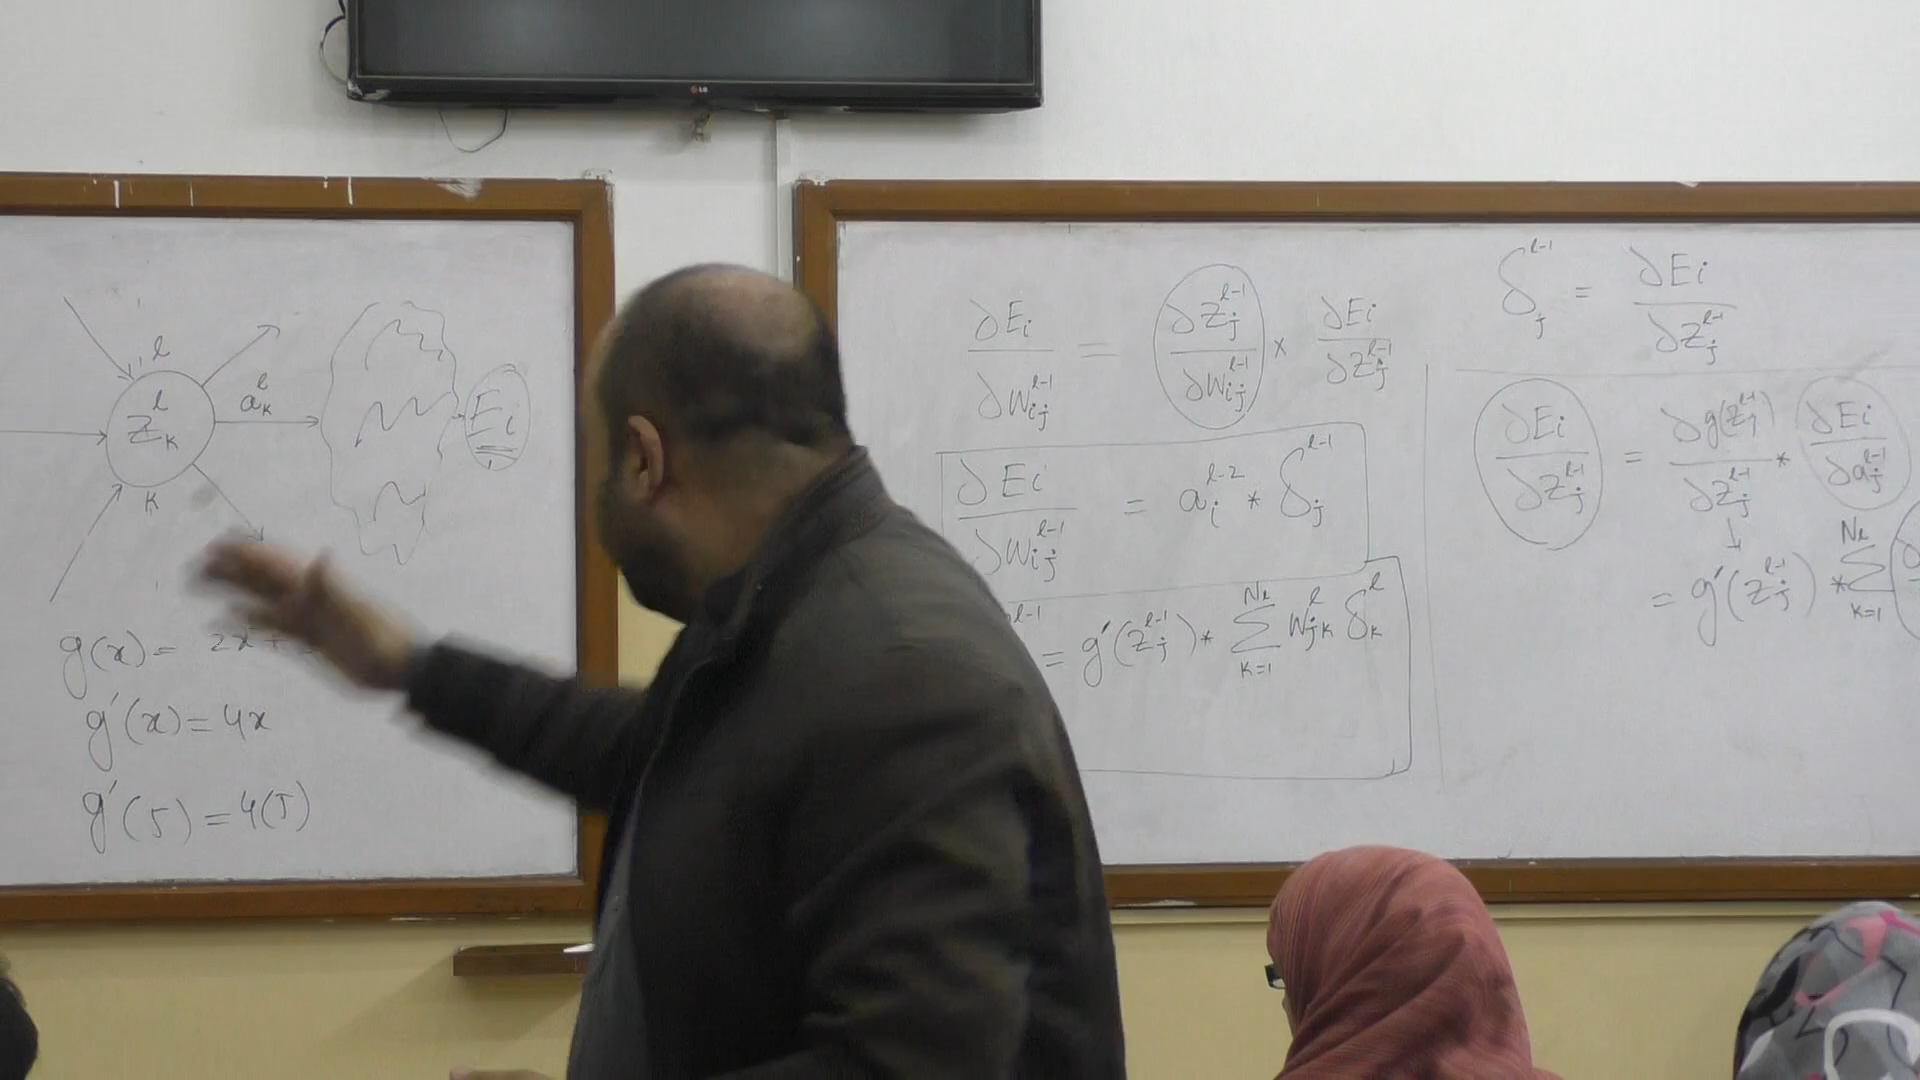 LG
l
z_k^l
k
a_k^l
E_i
g(x) = 2x² +
g'(x) = 4x
g'(5) = 4(5)
∂E_i / ∂w_ij^{l-1} = ∂z_j^{l-1} / ∂w_ij^{l-1} × ∂E_i / ∂z_j^{l-1}
∂E_i / ∂w_ij^{l-1} = a_i^{l-2} * δ_j^{l-1}
l-1 = g'(z_j^{l-1}) * Σ_{k=1}^{N_l} w_jk^l δ_k^l
δ_j^{l-1} = ∂E_i / ∂z_j^{l-1}
∂E_i / ∂z_j^{l-1} = ∂g(z_j^{l-1}) / ∂z_j^{l-1} * ∂E_i / ∂a_j^{l-1}
= g'(z_j^{l-1}) * Σ_{k=1}^{N_l}